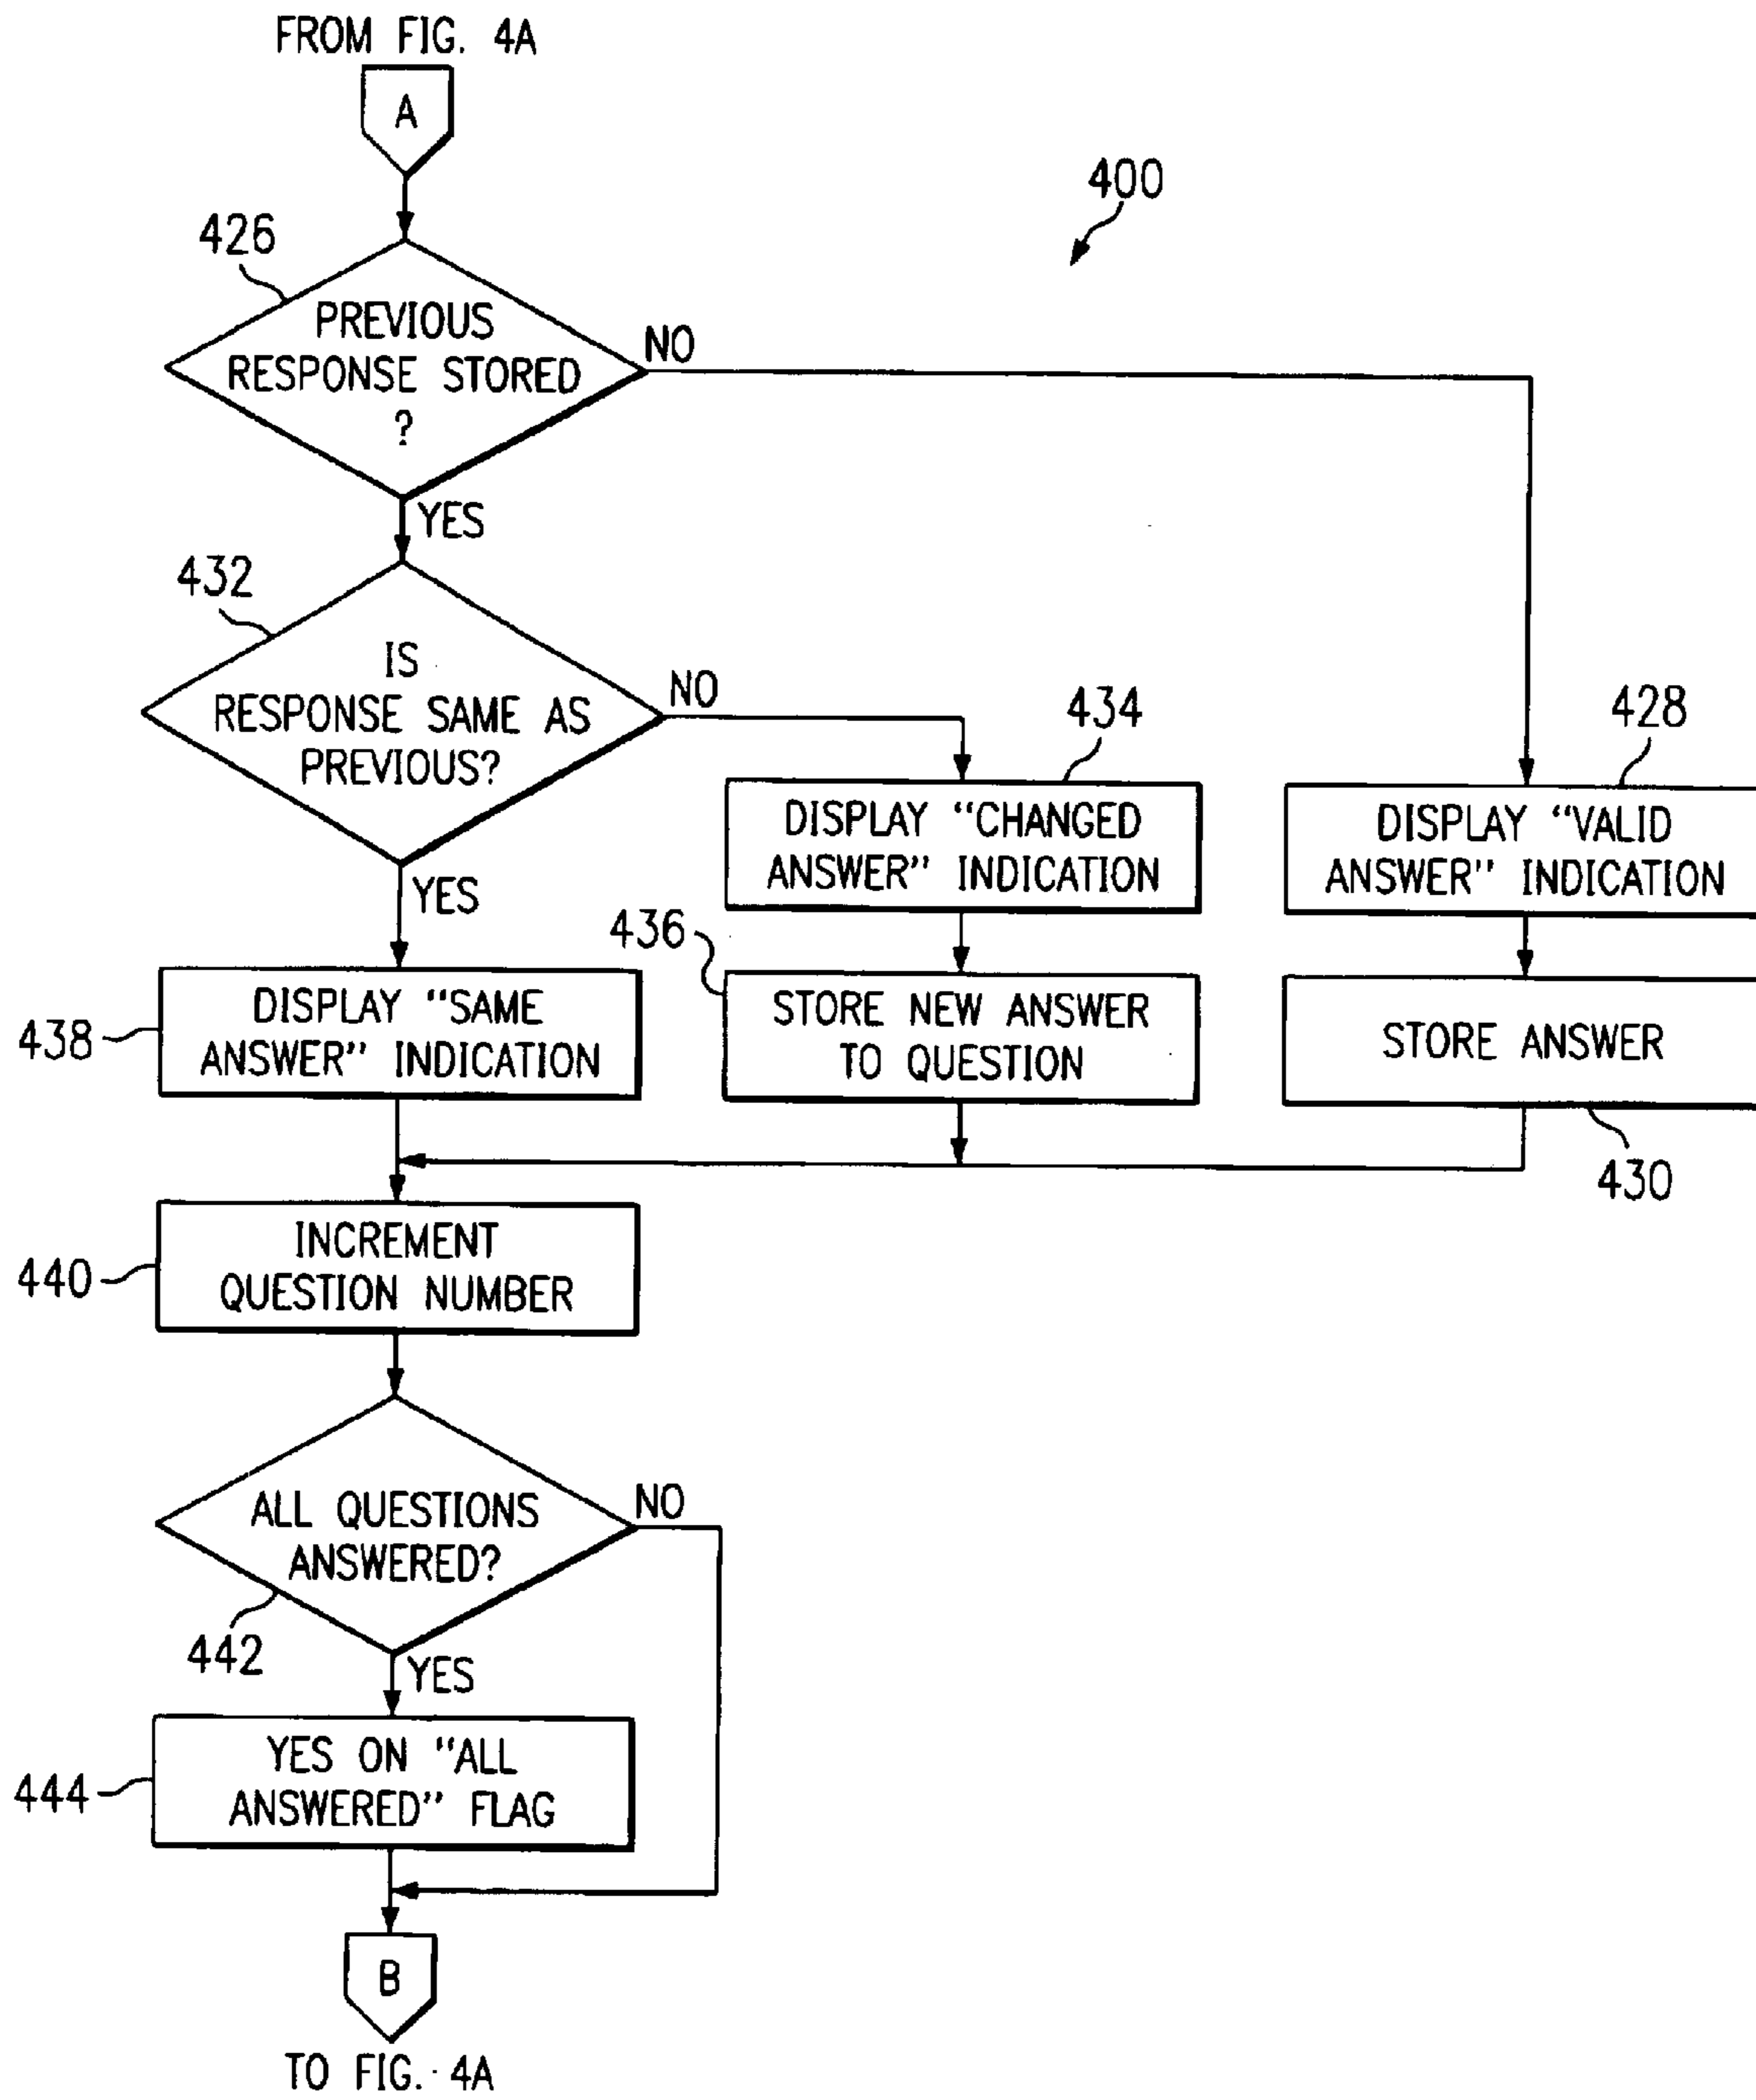 FROM FIG. 4A
A
400
426
PREVIOUS
RESPONSE STORED
?
NO
YES
432
IS
RESPONSE SAME AS
PREVIOUS?
NO
YES
434
DISPLAY "CHANGED
ANSWER" INDICATION
428
DISPLAY "VALID
ANSWER" INDICATION
436
STORE NEW ANSWER
TO QUESTION
STORE ANSWER
430
438
DISPLAY "SAME
ANSWER" INDICATION
440
INCREMENT
QUESTION NUMBER
ALL QUESTIONS
ANSWERED?
NO
442
YES
444
YES ON "ALL
ANSWERED" FLAG
B
TO FIG. 4A